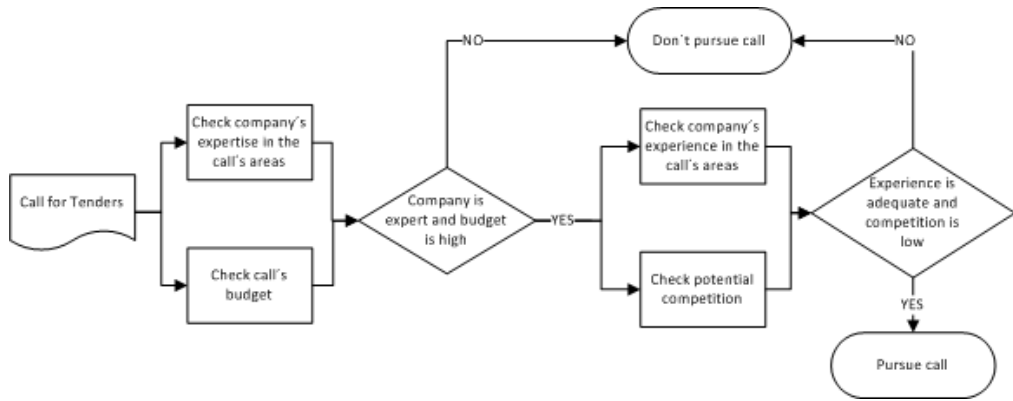 Call for Tenders
Check company´s
expertise in the
call´s areas
Check call´s
budget
Company is
expert and budget
is high
NO
YES
Don´t pursue call
Check company´s
experience in the
call´s areas
Check potential
competition
Experience is
adequate and
competition is
low
NO
YES
Pursue call